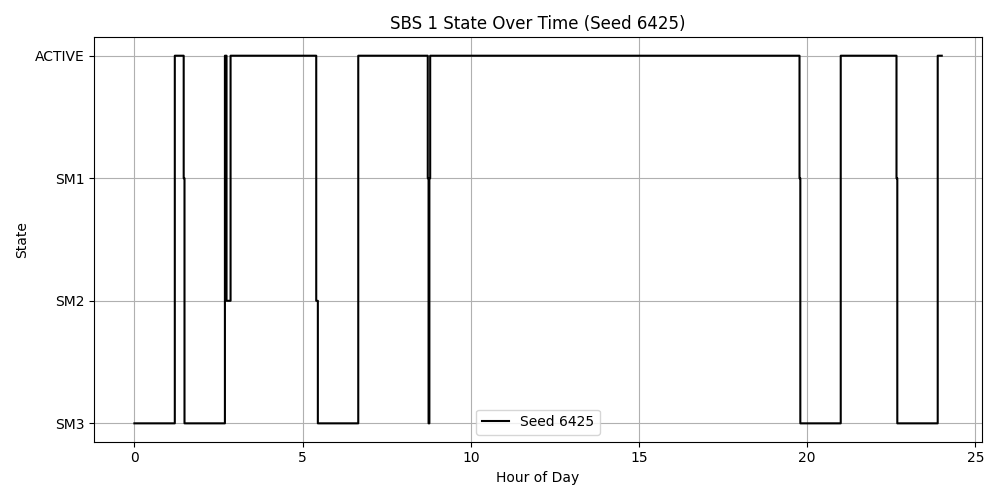 SBS 1 State Over Time (Seed 6425)
ACTIVE
SM1
SM2
SM3
State
0 5 10 15 20 25
Hour of Day
Seed 6425